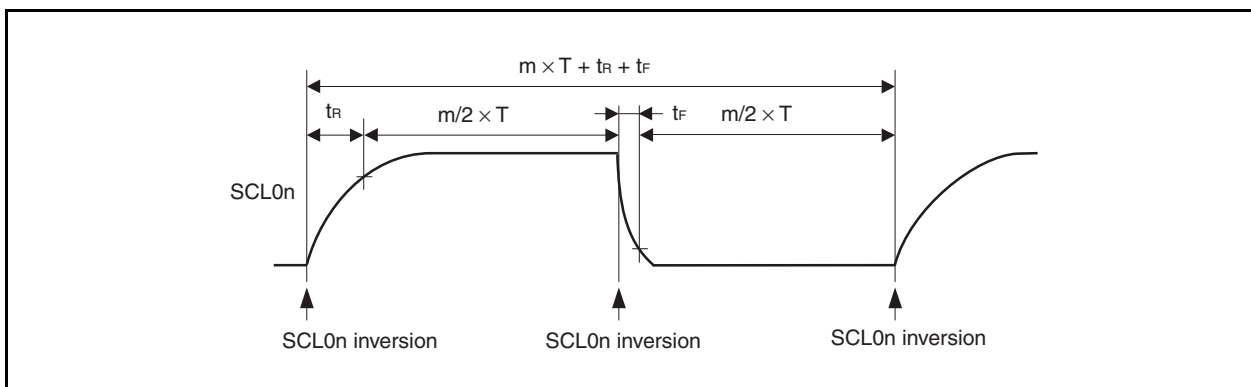 m × T + tR + tF
tR
m/2 × T
tF
m/2 × T
SCL0n
SCL0n inversion
SCL0n inversion
SCL0n inversion